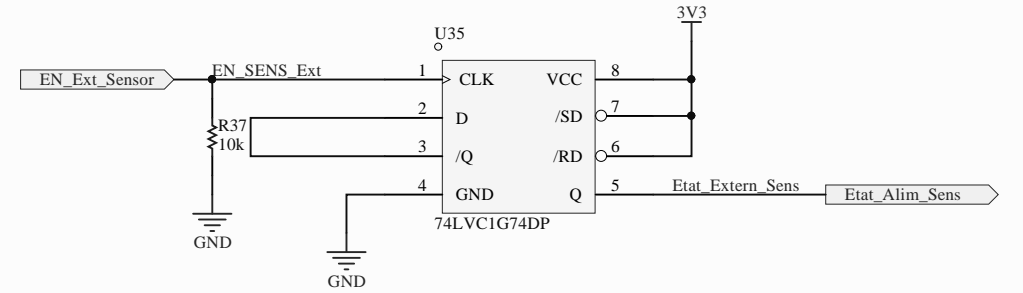 3V3
U35
EN_Ext_Sensor
EN_SENS_Ext
1
CLK
VCC
8
R37
10k
2
D
/SD
7
3
/Q
/RD
6
4
GND
Q
5
Etat_Extern_Sens
Etat_Alim_Sens
74LVC1G74DP
GND
GND